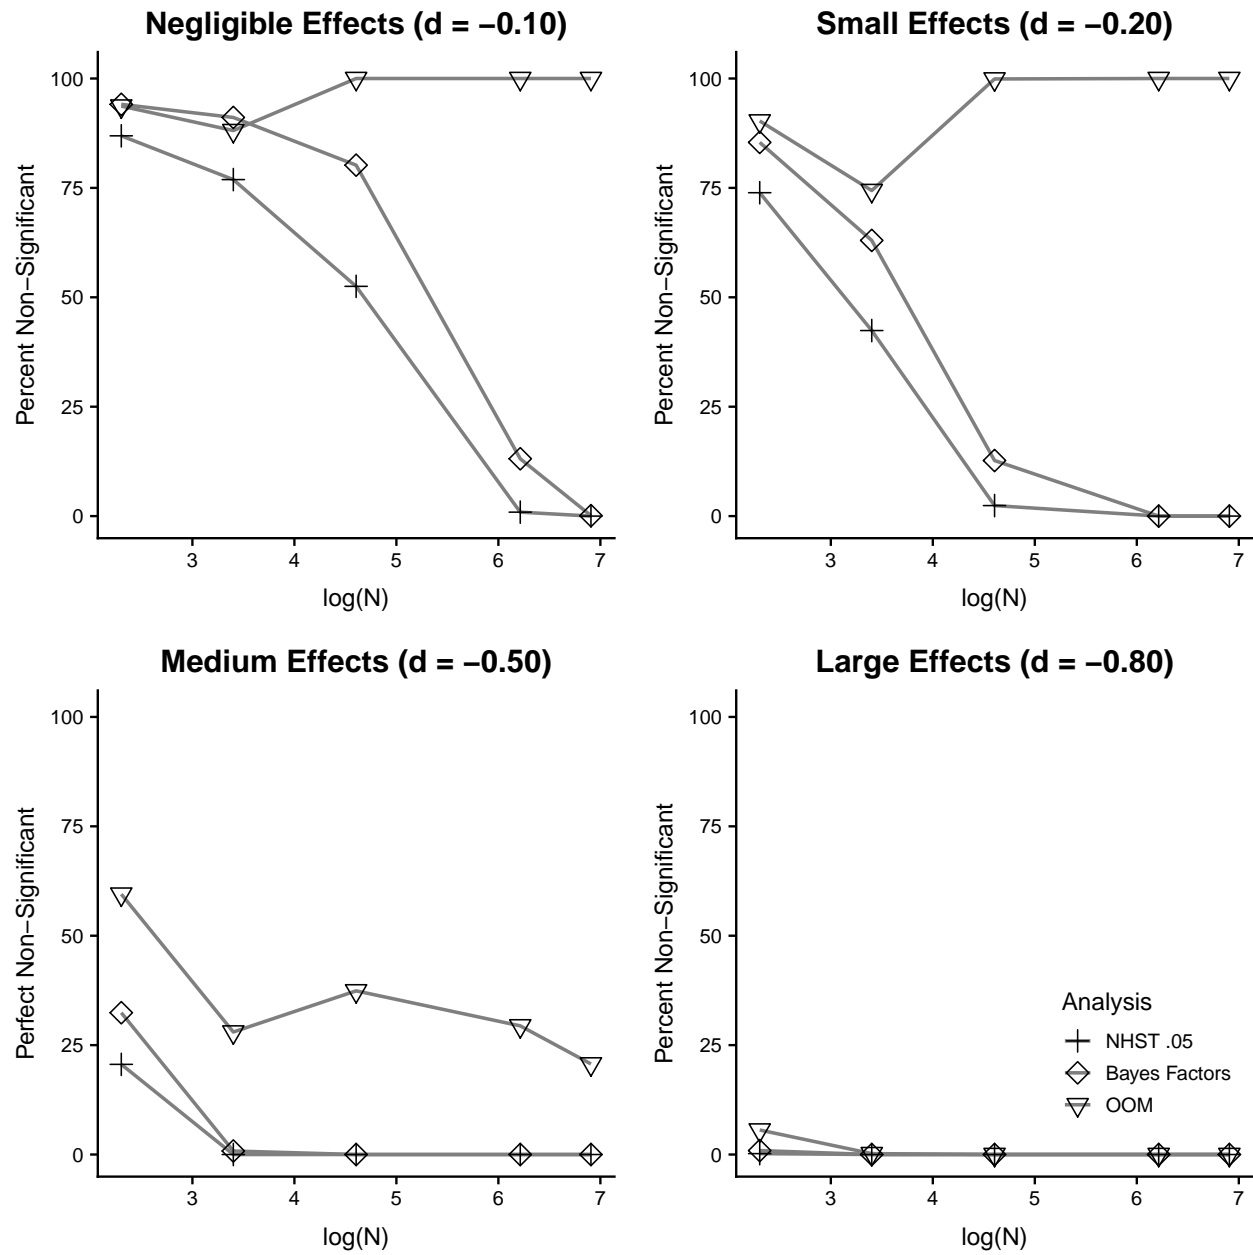 Negligible Effects (d = −0.10)
100
75
50
25
0
Percent Non−Significant
3 4 5 6 7
log(N)
Small Effects (d = −0.20)
100
75
50
25
0
Percent Non−Significant
3 4 5 6 7
log(N)
Medium Effects (d = −0.50)
100
75
50
25
0
Perfect Non−Significant
3 4 5 6 7
log(N)
Large Effects (d = −0.80)
100
75
50
25
0
Percent Non−Significant
Analysis
NHST .05
Bayes Factors
OOM
3 4 5 6 7
log(N)